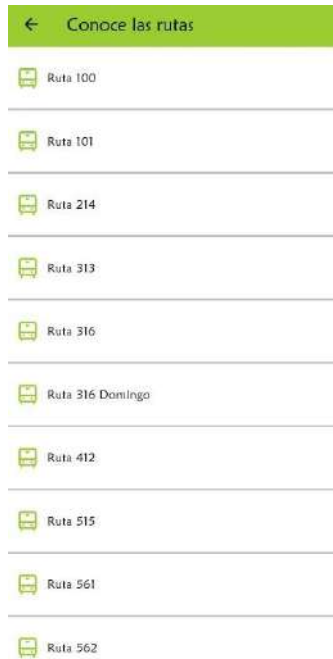 Conoce las rutas
Ruta 100
Ruta 101
Ruta 214
Ruta 313
Ruta 316
Ruta 316 Domingo
Ruta 412
Ruta 515
Ruta 561
Ruta 562